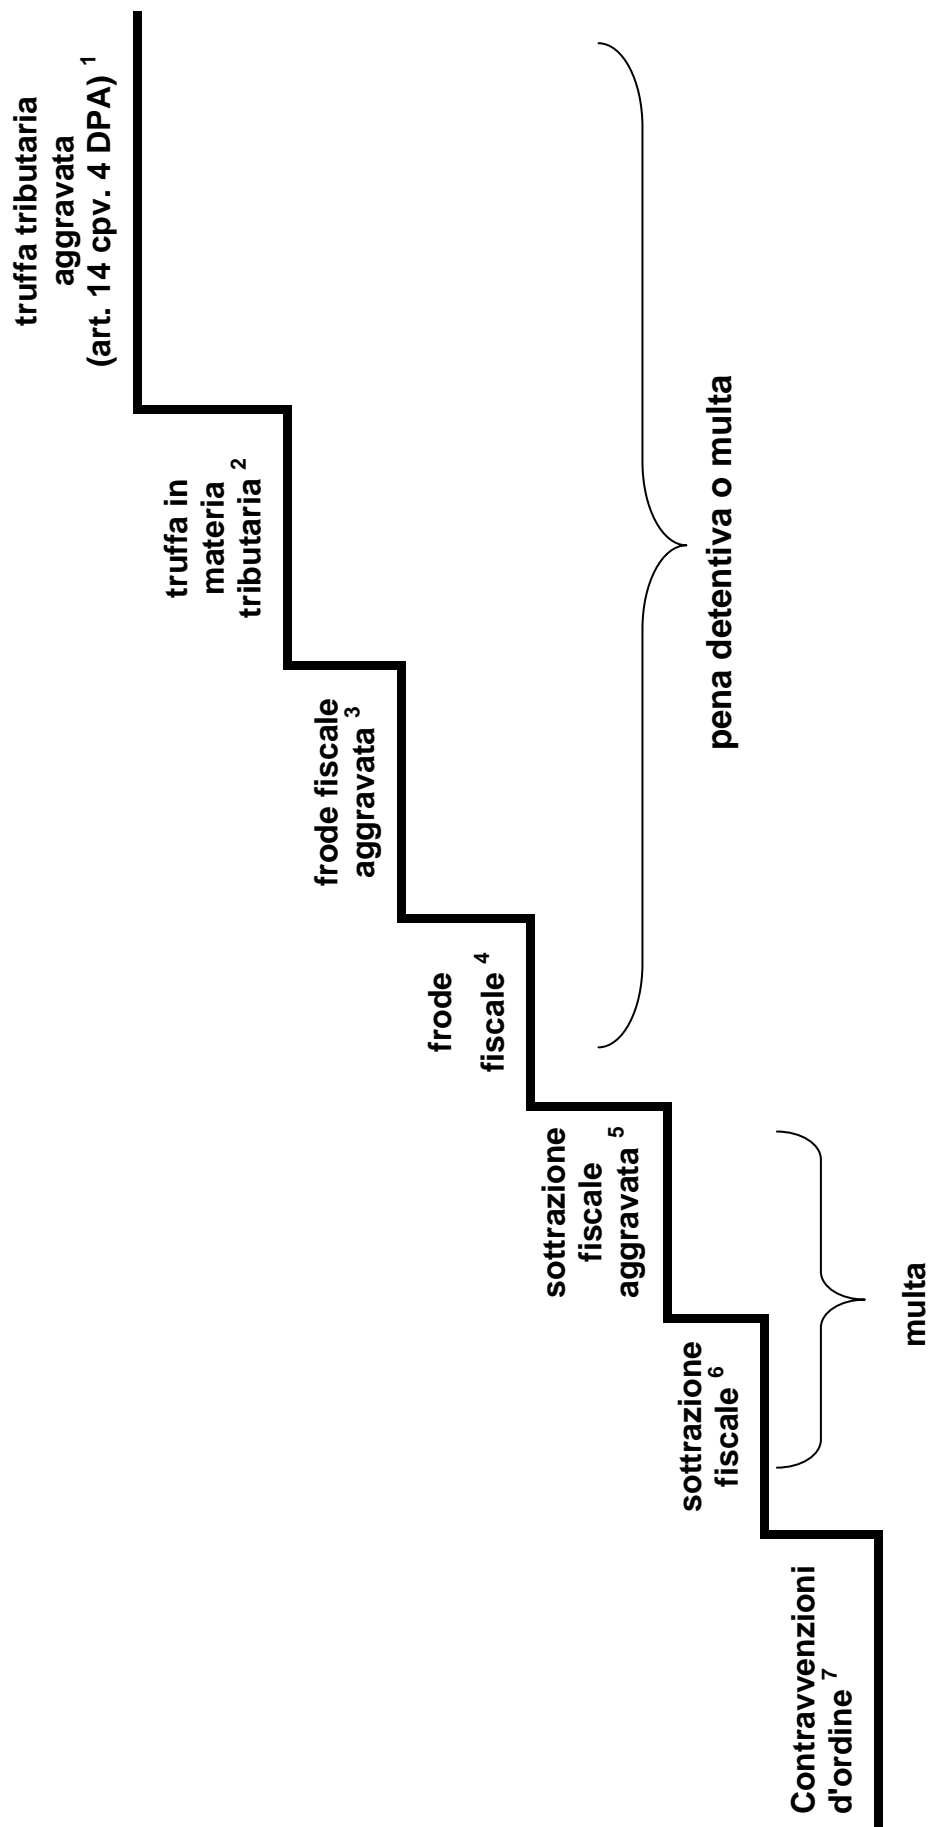 truffa tributaria
aggravata
(art. 14 cpv. 4 DPA) 1
truffa in
materia
tributaria 2
frode fiscale
aggravata 3
frode
fiscale 4
sottrazione
fiscale
aggravata 5
sottrazione
fiscale 6
Contravvenzioni
d'ordine 7
pena detentiva o multa
multa